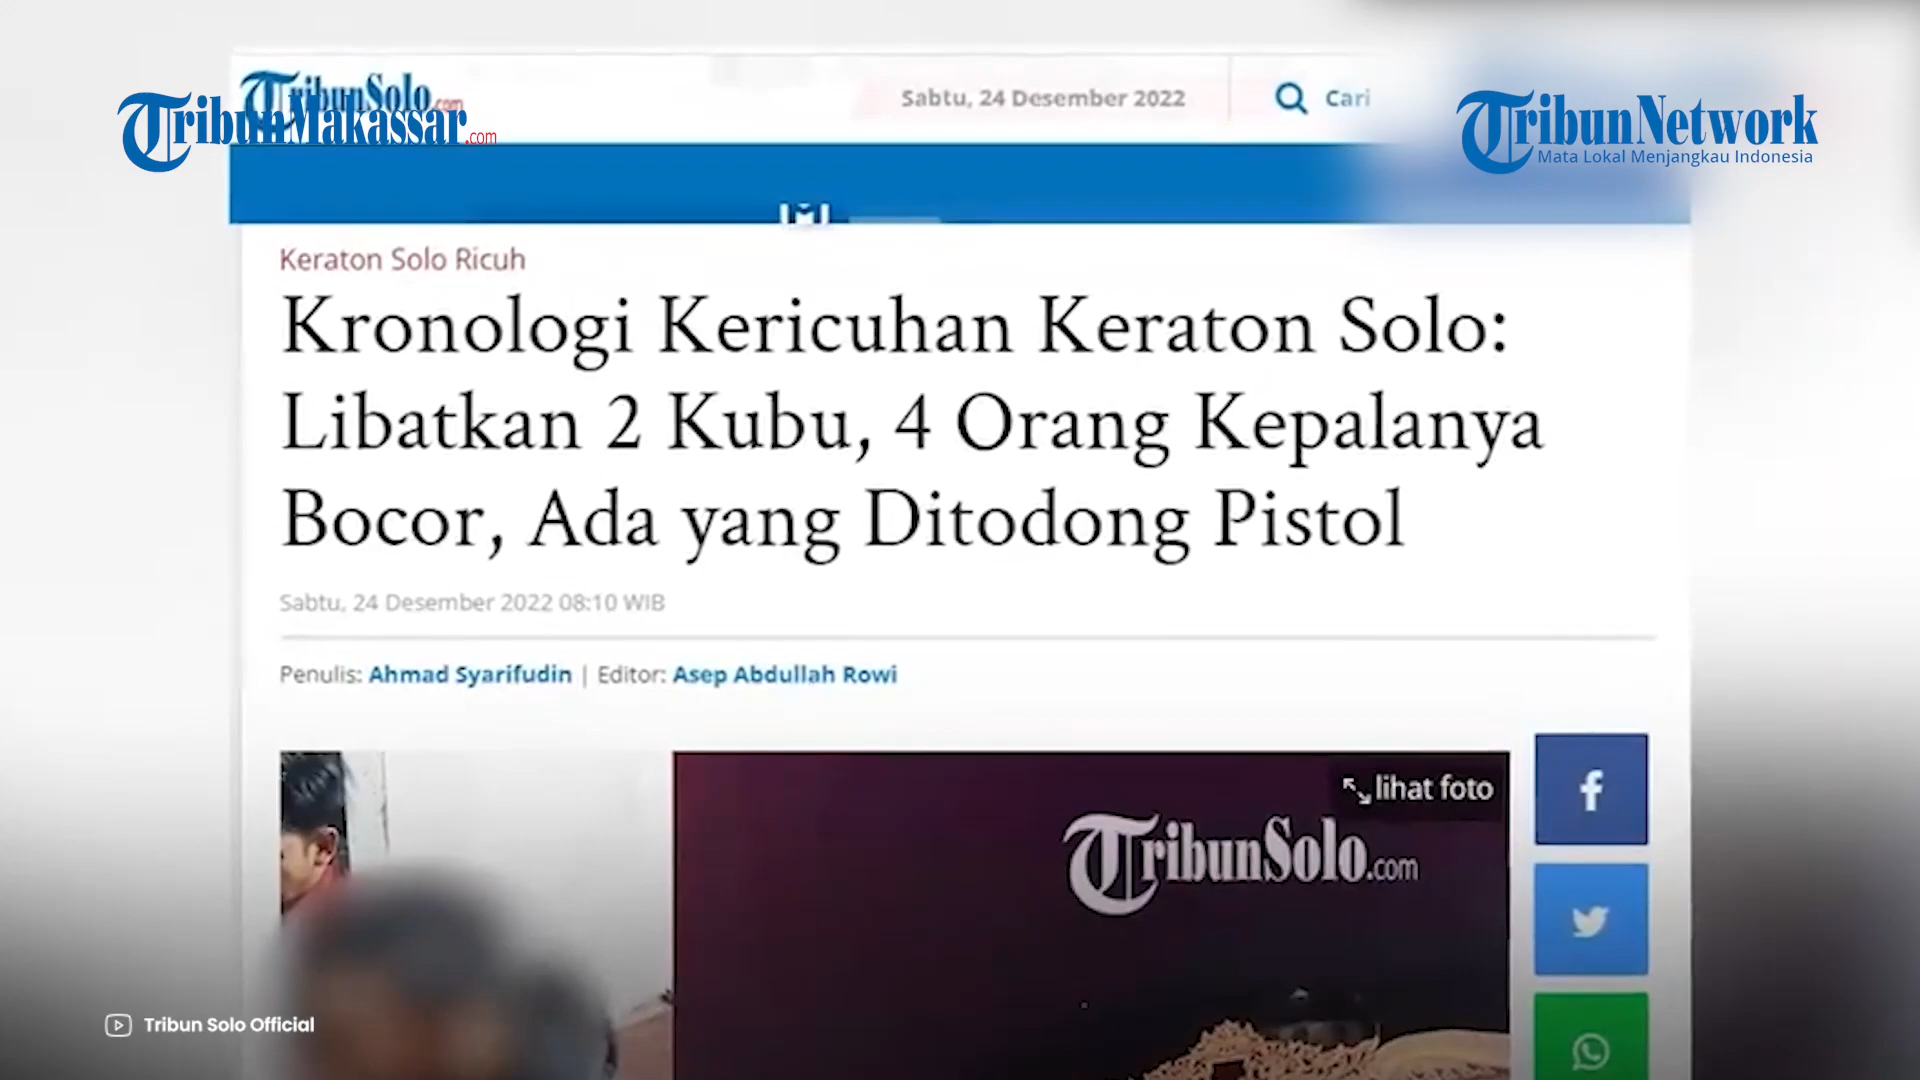 TribunSolo.com
TribunMakassar.com
Sabtu, 24 Desember 2022
Cari
TribunNetwork
Mata Lokal Menjangkau Indonesia
Keraton Solo Ricuh
Kronologi Kericuhan Keraton Solo:
Libatkan 2 Kubu, 4 Orang Kepalanya
Bocor, Ada yang Ditodong Pistol
Sabtu, 24 Desember 2022 08:10 WIB
Penulis: Ahmad Syarifudin | Editor: Asep Abdullah Rowi
lihat foto
TribunSolo.com
Tribun Solo Official